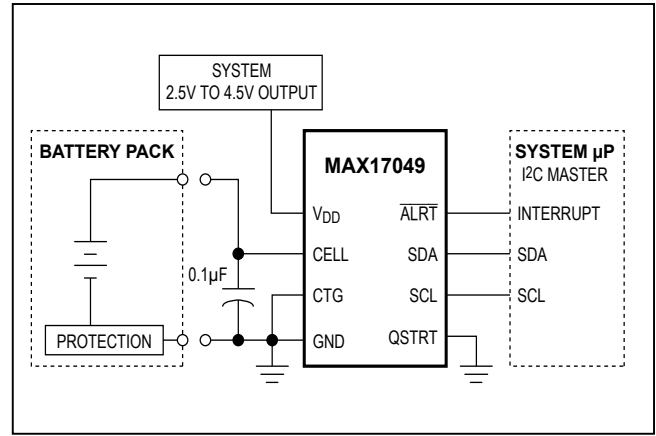 SYSTEM
2.5V TO 4.5V OUTPUT
BATTERY PACK
MAX17049
SYSTEM µP
I²C MASTER
V_DD
ALRT
INTERRUPT
CELL
SDA
SDA
0.1µF
CTG
SCL
SCL
PROTECTION
GND
QSTRT